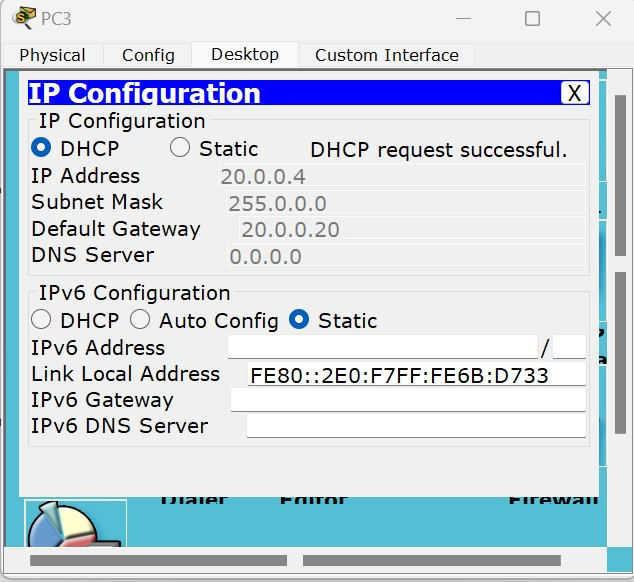 PC3
Physical Config Desktop Custom Interface
IP Configuration X
IP Configuration
DHCP Static DHCP request successful.
IP Address 20.0.0.4
Subnet Mask 255.0.0.0
Default Gateway 20.0.0.20
DNS Server 0.0.0.0
IPv6 Configuration
DHCP Auto Config Static
IPv6 Address /
Link Local Address FE80::2E0:F7FF:FE6B:D733
IPv6 Gateway
IPv6 DNS Server
Dialer Editor Firewall